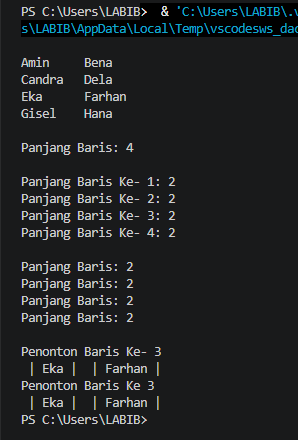 PS C:\Users\LABIB>  & 'C:\Users\LABIB\.v
s\LABIB\AppData\Local\Temp\vscodesws_dac
Amin     Bena
Candra   Dela
Eka      Farhan
Gisel    Hana
Panjang Baris: 4
Panjang Baris Ke- 1: 2
Panjang Baris Ke- 2: 2
Panjang Baris Ke- 3: 2
Panjang Baris Ke- 4: 2
Panjang Baris: 2
Panjang Baris: 2
Panjang Baris: 2
Panjang Baris: 2
Penonton Baris Ke- 3
 | Eka |  | Farhan |
Penonton Baris Ke 3
 | Eka |  | Farhan |
PS C:\Users\LABIB>